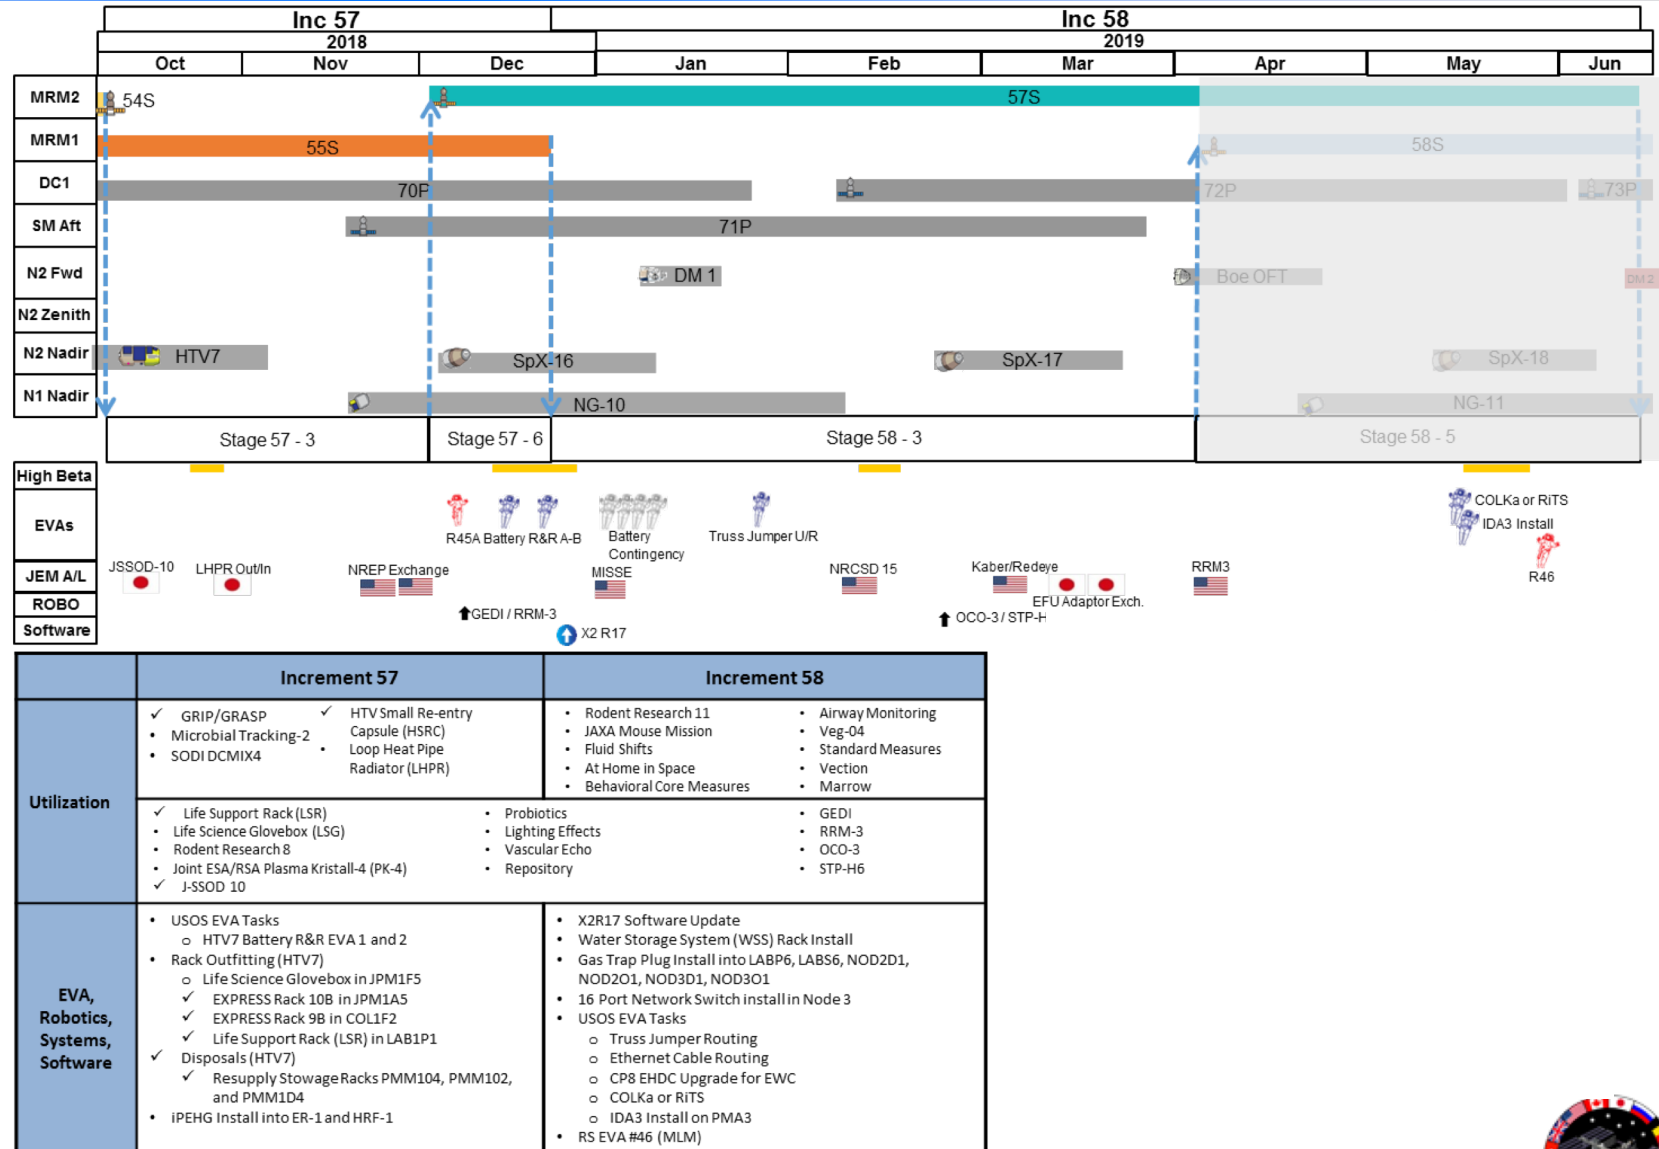 Inc 57
Inc 58
2018
2019
Oct
Nov
Dec
Jan
Feb
Mar
Apr
May
Jun
MRM2
54S
57S
MRM1
55S
58S
DC1
70P
72P
73P
SM Aft
71P
N2 Fwd
DM 1
Boe OFT
DM 2
N2 Zenith
N2 Nadir
HTV7
SpX-16
SpX-17
SpX-18
N1 Nadir
NG-10
NG-11
Stage 57 - 3
Stage 57 - 6
Stage 58 - 3
Stage 58 - 5
High Beta
EVAs
R45A Battery R&R A-B
Battery
Contingency
Truss Jumper U/R
COLKa or RiTS
IDA3 Install
R46
JEM A/L
JSSOD-10
LHPR Out/In
NREP Exchange
MISSE
NRCSD 15
Kaber/Redeye
EFU Adaptor Exch.
RRM3
ROBO
GEDI / RRM-3
OCO-3 / STP-H
Software
X2 R17
Increment 57
Increment 58
Utilization
✓ GRIP/GRASP
• Microbial Tracking-2
• SODI DCMIX4
✓ HTV Small Re-entry
Capsule (HSRC)
• Loop Heat Pipe
Radiator (LHPR)
• Rodent Research 11
• JAXA Mouse Mission
• Fluid Shifts
• At Home in Space
• Behavioral Core Measures
• Airway Monitoring
• Veg-04
• Standard Measures
• Vection
• Marrow
✓ Life Support Rack (LSR)
• Life Science Glovebox (LSG)
• Rodent Research 8
• Joint ESA/RSA Plasma Kristall-4 (PK-4)
✓ J-SSOD 10
• Probiotics
• Lighting Effects
• Vascular Echo
• Repository
• GEDI
• RRM-3
• OCO-3
• STP-H6
EVA,
Robotics,
Systems,
Software
• USOS EVA Tasks
o HTV7 Battery R&R EVA 1 and 2
• Rack Outfitting (HTV7)
o Life Science Glovebox in JPM1F5
✓ EXPRESS Rack 10B in JPM1A5
✓ EXPRESS Rack 9B in COL1F2
✓ Life Support Rack (LSR) in LAB1P1
✓ Disposals (HTV7)
✓ Resupply Stowage Racks PMM104, PMM102,
and PMM1D4
• iPEHG Install into ER-1 and HRF-1
• X2R17 Software Update
• Water Storage System (WSS) Rack Install
• Gas Trap Plug Install into LABP6, LABS6, NOD2D1,
NOD2O1, NOD3D1, NOD3O1
• 16 Port Network Switch install in Node 3
• USOS EVA Tasks
o Truss Jumper Routing
o Ethernet Cable Routing
o CP8 EHDC Upgrade for EWC
o COLKa or RiTS
o IDA3 Install on PMA3
• RS EVA #46 (MLM)